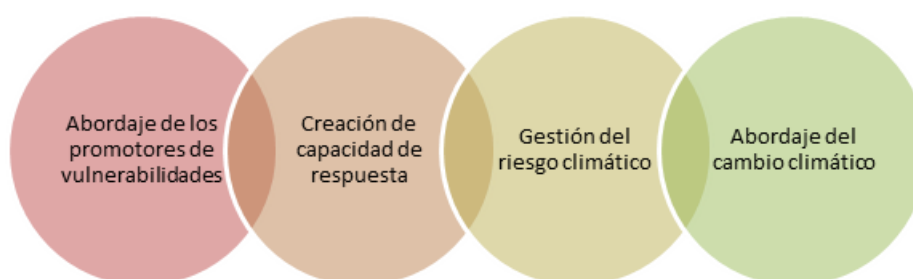 Abordaje de los
promotores de
vulnerabilidades
Creación de
capacidad de
respuesta
Gestión del
riesgo climático
Abordaje del
cambio climático